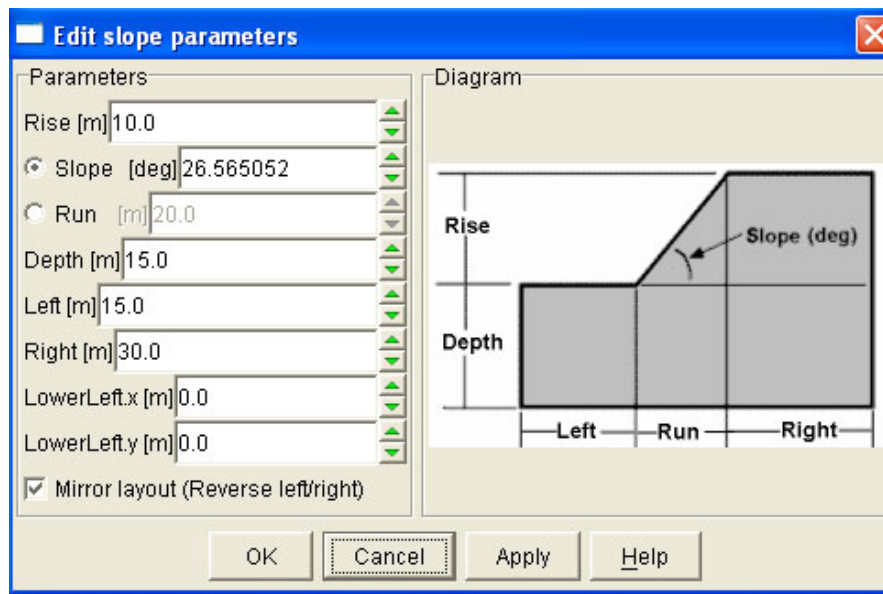 Edit slope parameters
Parameters
Rise [m] 10.0
Slope [deg] 26.565052
Run [m] 20.0
Depth [m] 15.0
Left [m] 15.0
Right [m] 30.0
LowerLeft.x [m] 0.0
LowerLeft.y [m] 0.0
Mirror layout (Reverse left/right)
Diagram
Rise
Slope (deg)
Depth
Left
Run
Right
OK
Cancel
Apply
Help